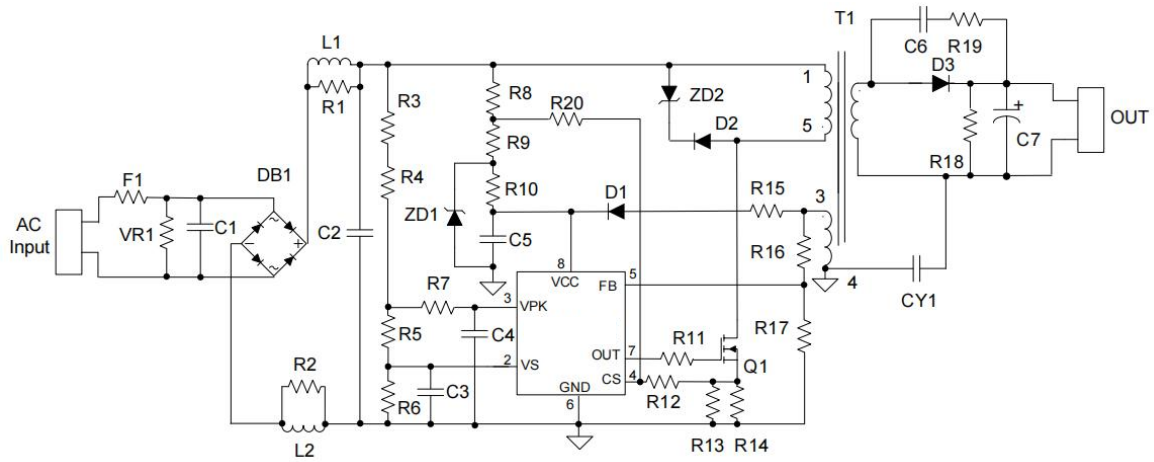 T1
C6
R19
L1
D3
R1
R3
R8
R20
ZD2
1
5
D2
R9
+
C7
OUT
R18
F1
DB1
R4
R10
D1
R15
3
AC
Input
VR1
C1
~
−
+
~
C2
ZD1
C5
R16
4
CY1
8
VCC
5
FB
R7
3
VPK
R5
C4
R17
R11
7
OUT
Q1
2
VS
CS
4
R2
R6
C3
GND
6
R12
L2
R13
R14